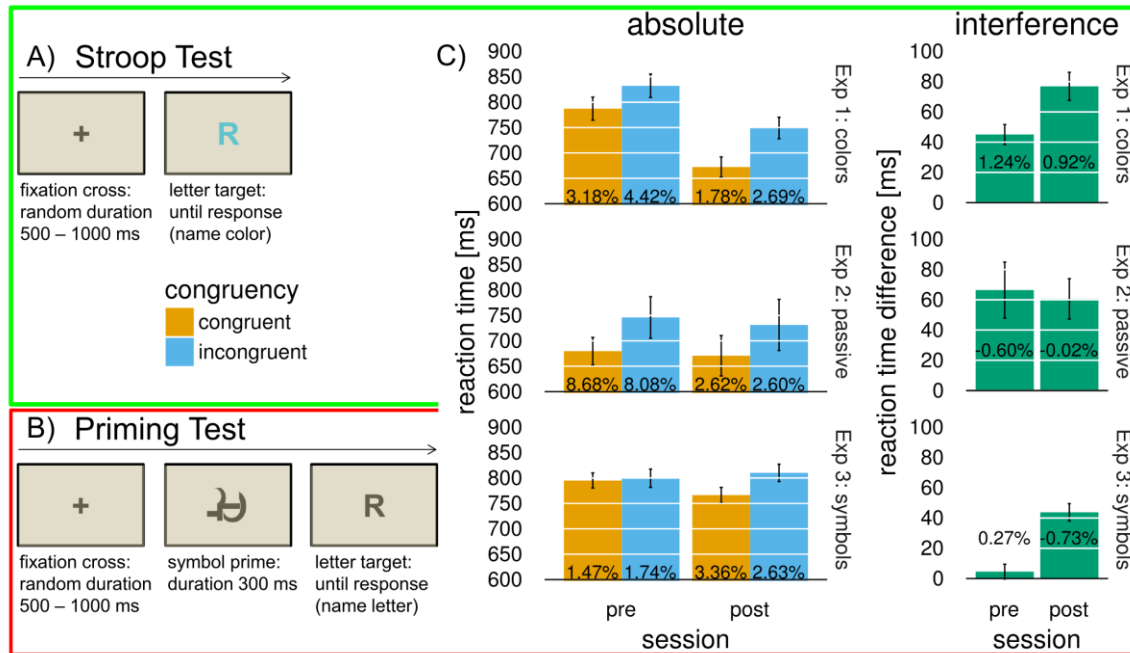 A) Stroop Test
+
R
fixation cross:
random duration
500 – 1000 ms
letter target:
until response
(name color)
congruency
congruent
incongruent
B) Priming Test
+
R
fixation cross:
random duration
500 – 1000 ms
symbol prime:
duration 300 ms
letter target:
until response
(name letter)
C)
absolute
reaction time [ms]
900
850
800
750
700
650
600
3.18% 4.42% 1.78% 2.69%
Exp 1: colors
900
850
800
750
700
650
600
8.68% 8.08% 2.62% 2.60%
Exp 2: passive
900
850
800
750
700
650
600
1.47% 1.74% 3.36% 2.63%
Exp 3: symbols
pre post
session
interference
reaction time difference [ms]
100
80
60
40
20
0
1.24% 0.92%
Exp 1: colors
100
80
60
40
20
0
-0.60% -0.02%
Exp 2: passive
100
80
60
40
20
0
0.27% -0.73%
Exp 3: symbols
pre post
session